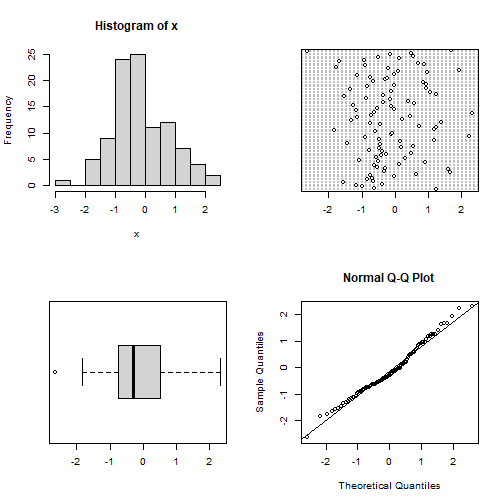 Histogram of x
Frequency
0 5 10 15 20 25
-3 -2 -1 0 1 2
x
-2 -1 0 1 2
-2 -1 0 1 2
Normal Q-Q Plot
Sample Quantiles
-2 -1 0 1 2
-2 -1 0 1 2
Theoretical Quantiles